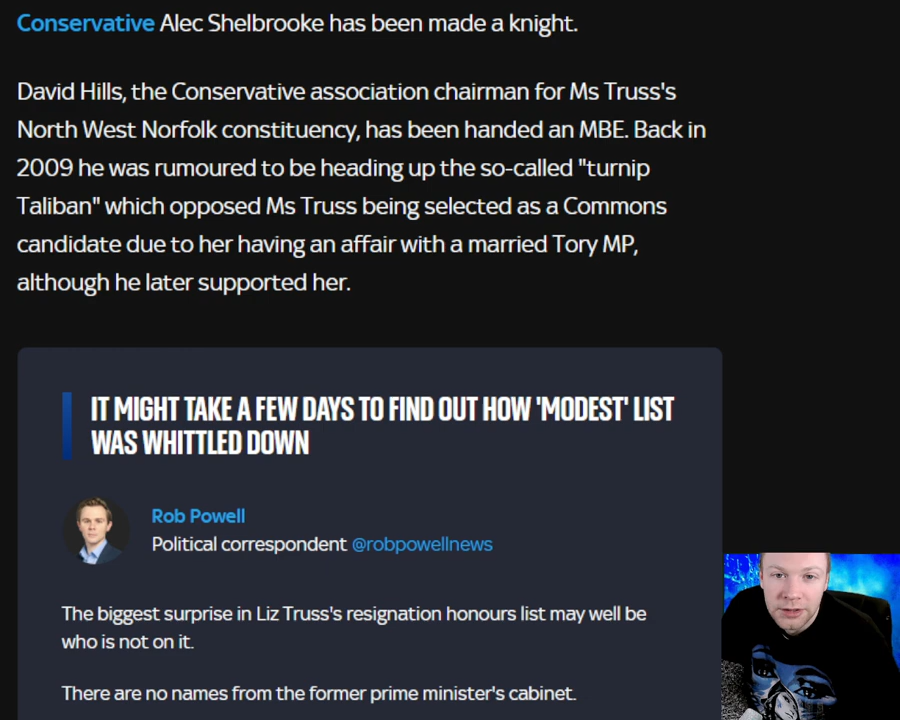 Conservative Alec Shelbrooke has been made a knight.
David Hills, the Conservative association chairman for Ms Truss's
North West Norfolk constituency, has been handed an MBE. Back in
2009 he was rumoured to be heading up the so-called "turnip
Taliban" which opposed Ms Truss being selected as a Commons
candidate due to her having an affair with a married Tory MP,
although he later supported her.
IT MIGHT TAKE A FEW DAYS TO FIND OUT HOW 'MODEST' LIST
WAS WHITTLED DOWN
Rob Powell
Political correspondent @robpowellnews
The biggest surprise in Liz Truss's resignation honours list may well be
who is not on it.
There are no names from the former prime minister's cabinet.